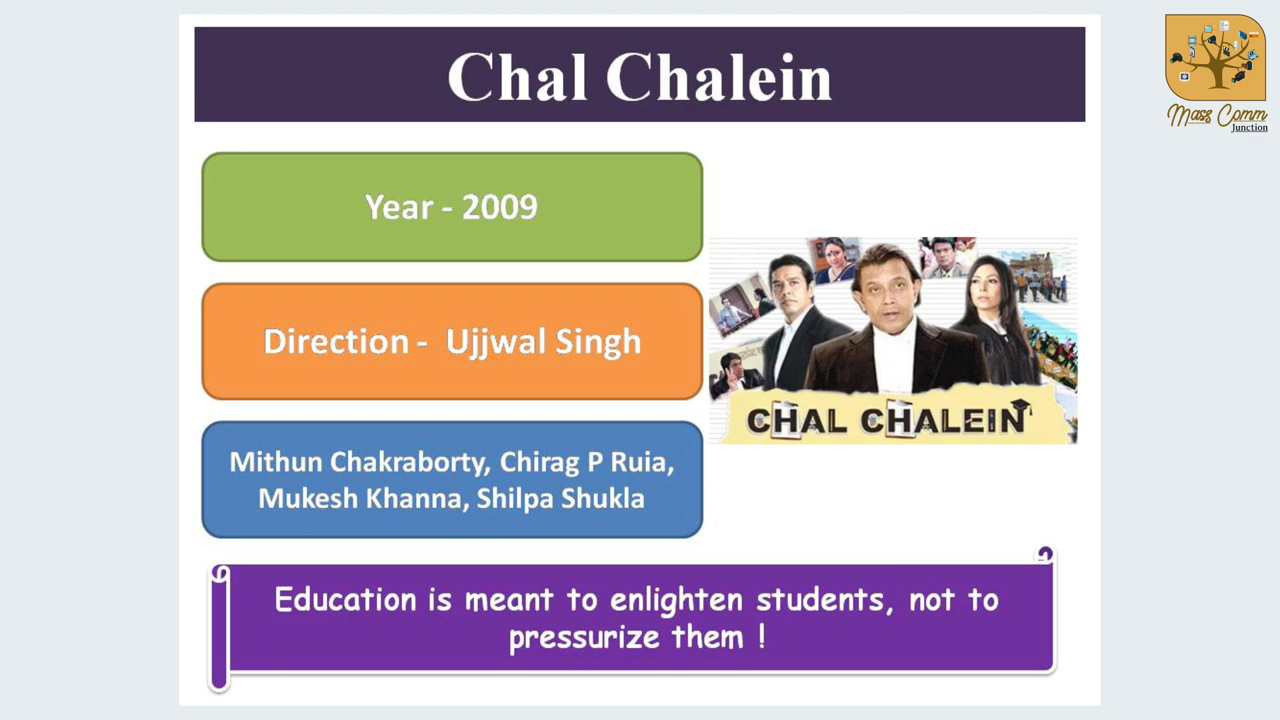 Chal Chalein
Mass Comm
Junction
Year - 2009
Direction - Ujjwal Singh
CHAL CHALEIN
Mithun Chakraborty, Chirag P Ruia,
Mukesh Khanna, Shilpa Shukla
Education is meant to enlighten students, not to
pressurize them !